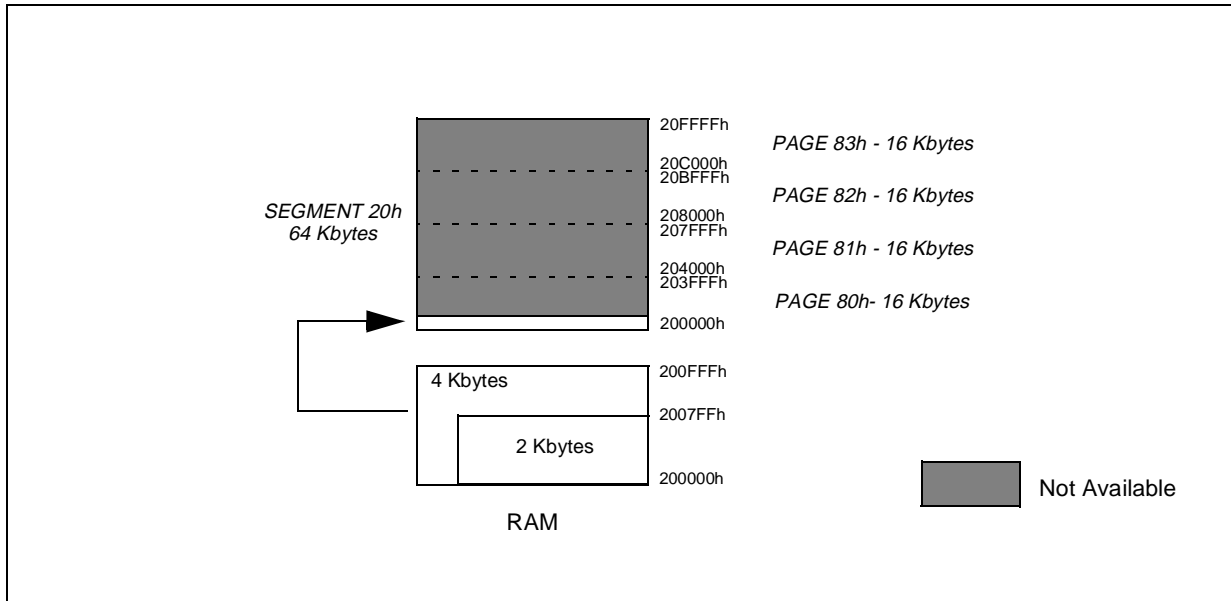 20FFFFh
PAGE 83h - 16 Kbytes
20C000h
20BFFFh
PAGE 82h - 16 Kbytes
SEGMENT 20h
64 Kbytes
208000h
207FFFh
PAGE 81h - 16 Kbytes
204000h
203FFFh
PAGE 80h- 16 Kbytes
200000h
4 Kbytes
200FFFh
2007FFh
2 Kbytes
200000h
Not Available
RAM